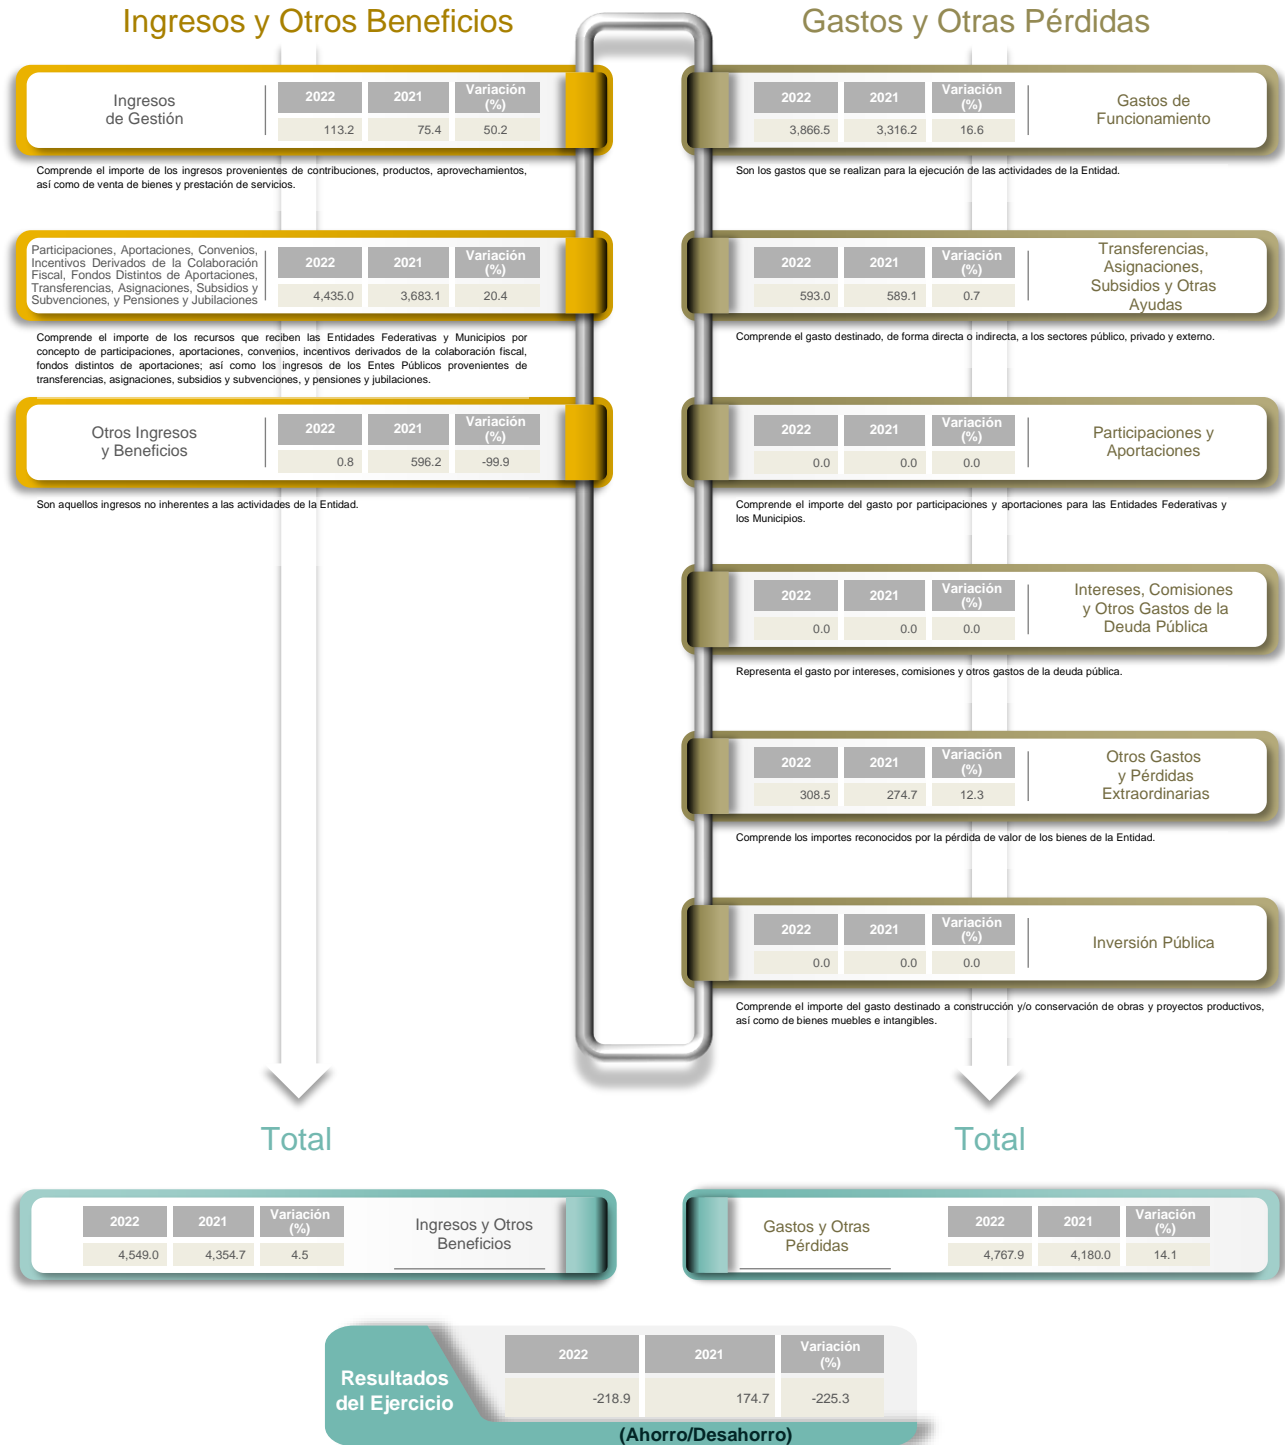 Ingresos y Otros Beneficios
Ingresos
de Gestión
2022 2021 Variación
(%)
113.2 75.4 50.2
Comprende el importe de los ingresos provenientes de contribuciones, productos, aprovechamientos,
así como de venta de bienes y prestación de servicios.
Participaciones, Aportaciones, Convenios,
Incentivos Derivados de la Colaboración
Fiscal, Fondos Distintos de Aportaciones,
Transferencias, Asignaciones, Subsidios y
Subvenciones, y Pensiones y Jubilaciones
2022 2021 Variación
(%)
4,435.0 3,683.1 20.4
Comprende el importe de los recursos que reciben las Entidades Federativas y Municipios por
concepto de participaciones, aportaciones, convenios, incentivos derivados de la colaboración fiscal,
fondos distintos de aportaciones; así como los ingresos de los Entes Públicos provenientes de
transferencias, asignaciones, subsidios y subvenciones, y pensiones y jubilaciones.
Otros Ingresos
y Beneficios
2022 2021 Variación
(%)
0.8 596.2 -99.9
Son aquellos ingresos no inherentes a las actividades de la Entidad.
Gastos y Otras Pérdidas
2022 2021 Variación
(%)
3,866.5 3,316.2 16.6
Gastos de
Funcionamiento
Son los gastos que se realizan para la ejecución de las actividades de la Entidad.
2022 2021 Variación
(%)
593.0 589.1 0.7
Transferencias,
Asignaciones,
Subsidios y Otras
Ayudas
Comprende el gasto destinado, de forma directa o indirecta, a los sectores público, privado y externo.
2022 2021 Variación
(%)
0.0 0.0 0.0
Participaciones y
Aportaciones
Comprende el importe del gasto por participaciones y aportaciones para las Entidades Federativas y
los Municipios.
2022 2021 Variación
(%)
0.0 0.0 0.0
Intereses, Comisiones
y Otros Gastos de la
Deuda Pública
Representa el gasto por intereses, comisiones y otros gastos de la deuda pública.
2022 2021 Variación
(%)
308.5 274.7 12.3
Otros Gastos
y Pérdidas
Extraordinarias
Comprende los importes reconocidos por la pérdida de valor de los bienes de la Entidad.
2022 2021 Variación
(%)
0.0 0.0 0.0
Inversión Pública
Comprende el importe del gasto destinado a construcción y/o conservación de obras y proyectos productivos,
así como de bienes muebles e intangibles.
Total
2022 2021 Variación
(%)
4,549.0 4,354.7 4.5
Ingresos y Otros
Beneficios
Total
Gastos y Otras
Pérdidas
2022 2021 Variación
(%)
4,767.9 4,180.0 14.1
Resultados
del Ejercicio
2022 2021 Variación
(%)
-218.9 174.7 -225.3
(Ahorro/Desahorro)